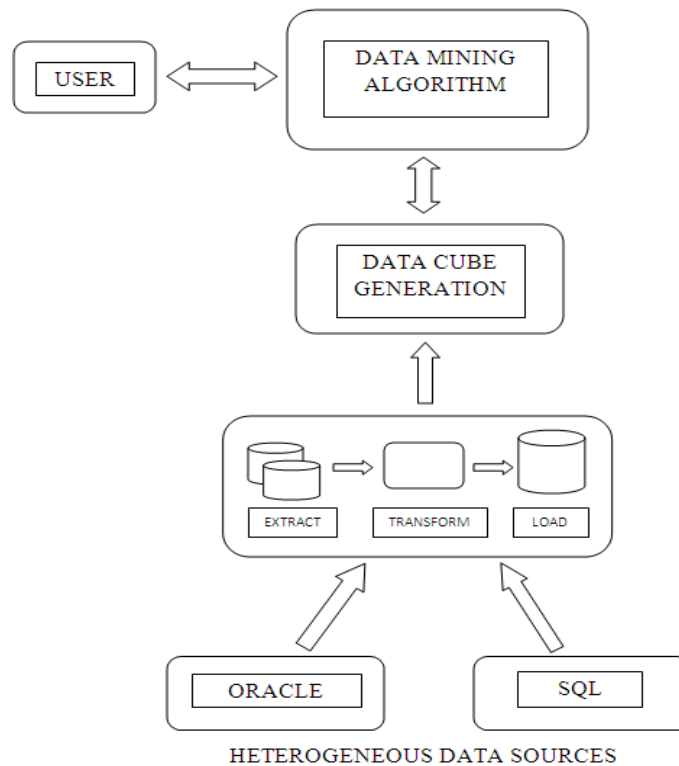 USER
DATA MINING
ALGORITHM
DATA CUBE
GENERATION
EXTRACT
TRANSFORM
LOAD
ORACLE
SQL
HETEROGENEOUS DATA SOURCES